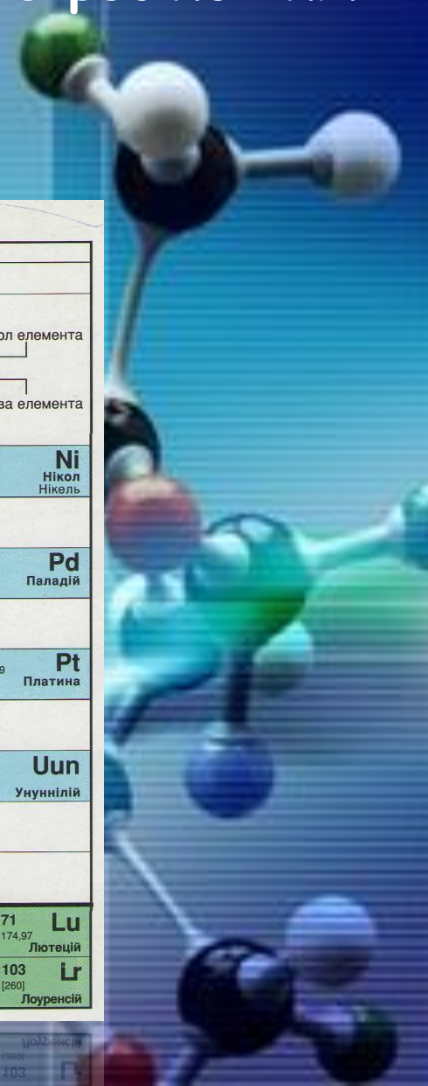 ол елемента
ва елемента
Ni
Нікол
Нікель
Pd
Паладій
9 Pt
Платина
Uun
Унуннілій
71 Lu
174,97
Лютецій
103 Lr
[260]
Лоуренсій